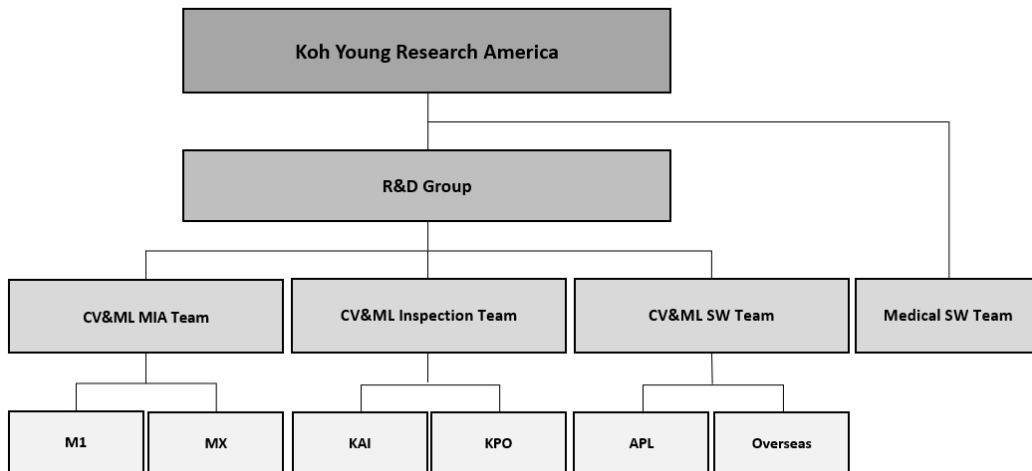 Koh Young Research America
R&D Group
CV&ML MIA Team
CV&ML Inspection Team
CV&ML SW Team
Medical SW Team
M1
MX
KAI
KPO
APL
Overseas